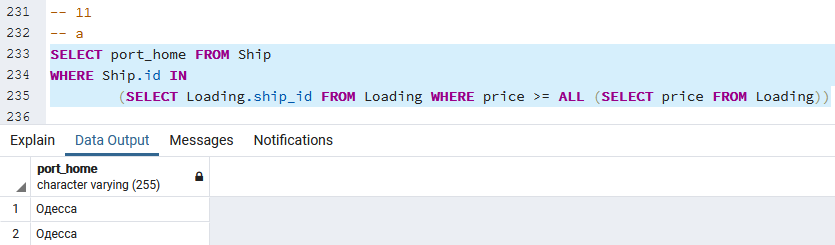 231 -- 11
232 -- a
233 SELECT port_home FROM Ship
234 WHERE Ship.id IN
235 (SELECT Loading.ship_id FROM Loading WHERE price >= ALL (SELECT price FROM Loading))
236
Explain Data Output Messages Notifications
port_home
character varying (255)
1 Одесса
2 Одесса